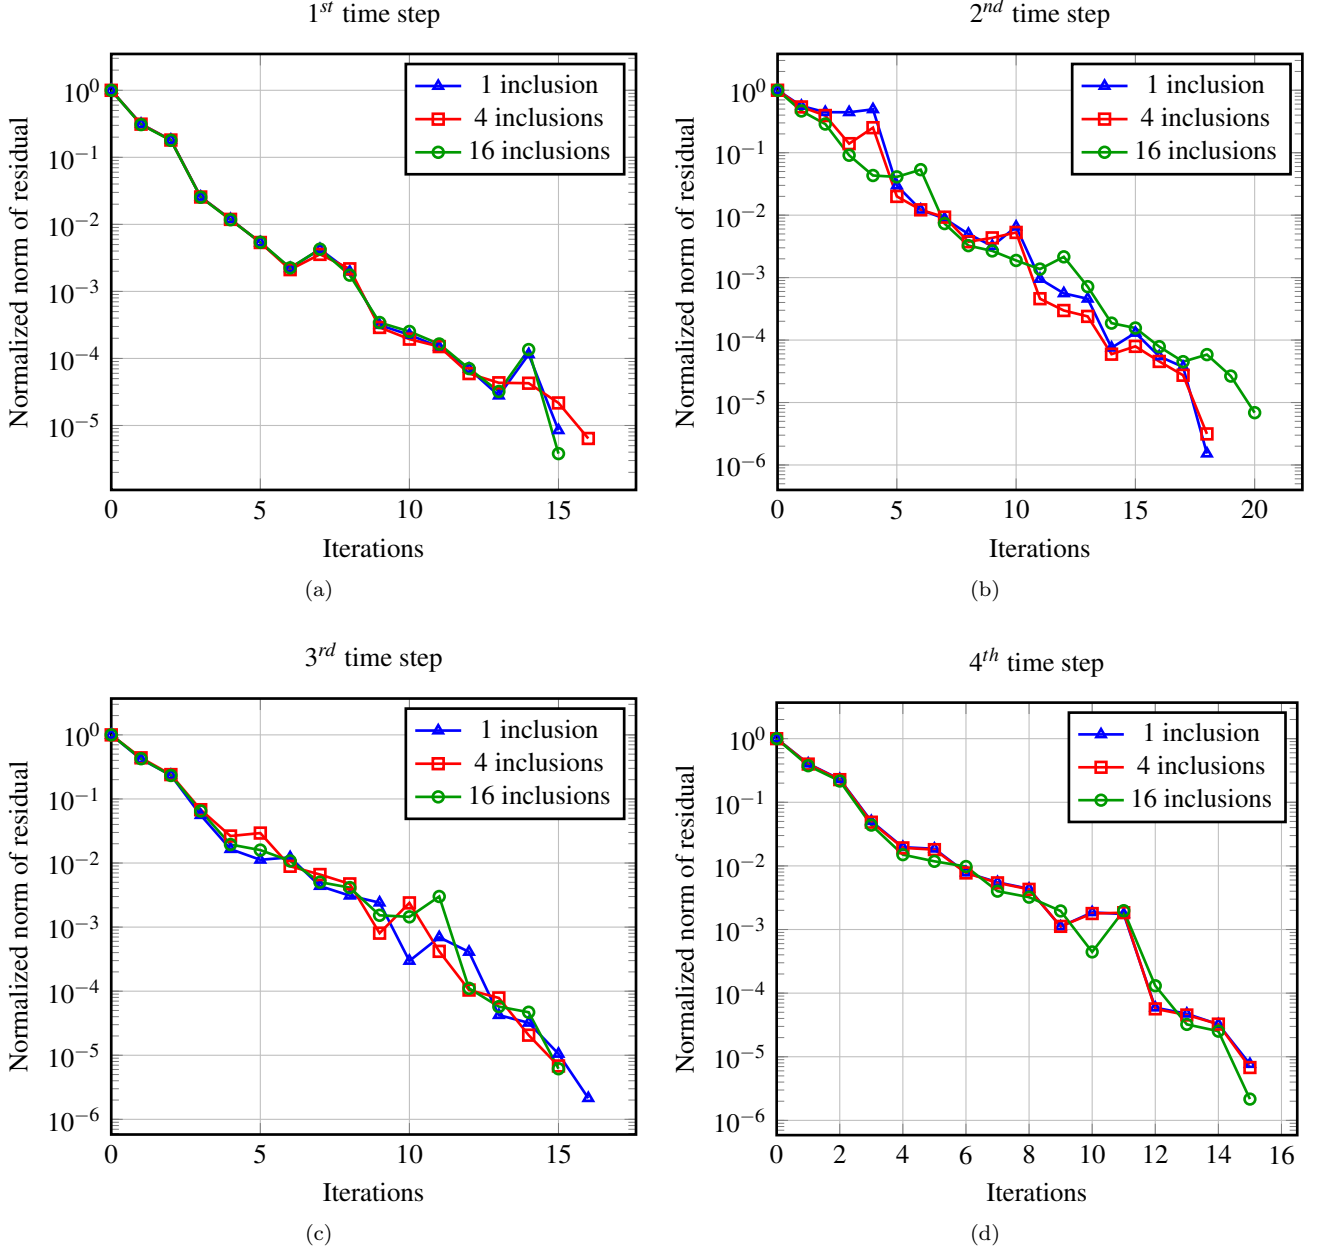 1st time step
Normalized norm of residual
10^0
10^−1
10^−2
10^−3
10^−4
10^−5
1 inclusion
4 inclusions
16 inclusions
0 5 10 15
Iterations
(a)
2nd time step
Normalized norm of residual
10^0
10^−1
10^−2
10^−3
10^−4
10^−5
10^−6
1 inclusion
4 inclusions
16 inclusions
0 5 10 15 20
Iterations
(b)
3rd time step
Normalized norm of residual
10^0
10^−1
10^−2
10^−3
10^−4
10^−5
10^−6
1 inclusion
4 inclusions
16 inclusions
0 5 10 15
Iterations
(c)
4th time step
Normalized norm of residual
10^0
10^−1
10^−2
10^−3
10^−4
10^−5
10^−6
1 inclusion
4 inclusions
16 inclusions
0 2 4 6 8 10 12 14 16
Iterations
(d)